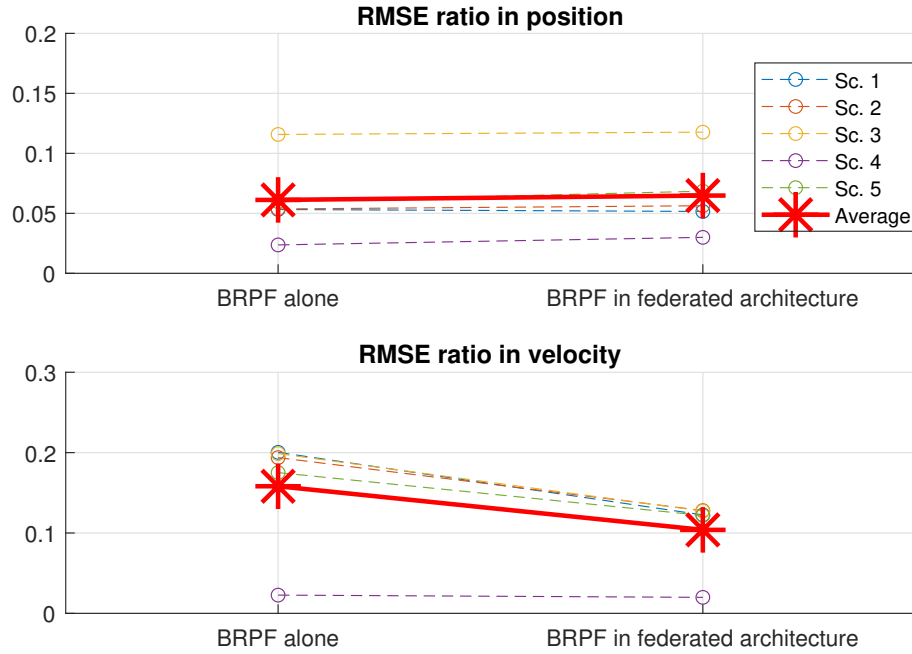 RMSE ratio in position
0.2
0.15
0.1
0.05
0
Sc. 1
Sc. 2
Sc. 3
Sc. 4
Sc. 5
Average
BRPF alone
BRPF in federated architecture
RMSE ratio in velocity
0.3
0.2
0.1
0
BRPF alone
BRPF in federated architecture